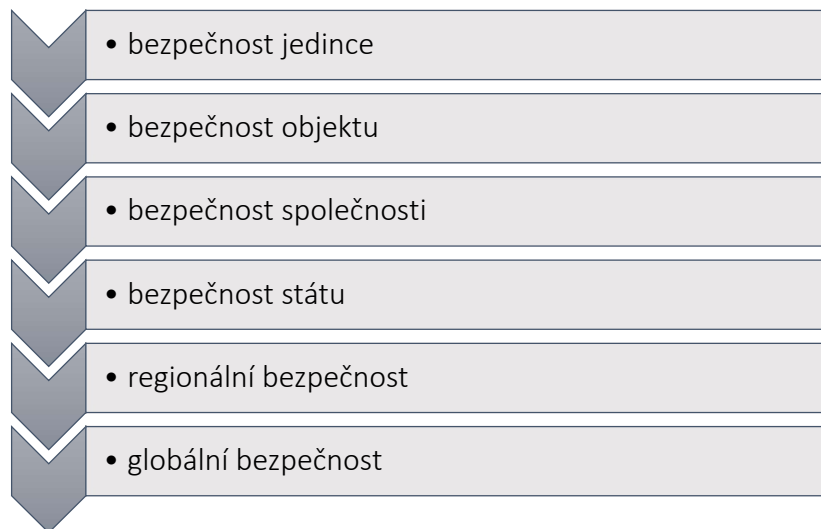 • bezpečnost jedince
• bezpečnost objektu
• bezpečnost společnosti
• bezpečnost státu
• regionální bezpečnost
• globální bezpečnost